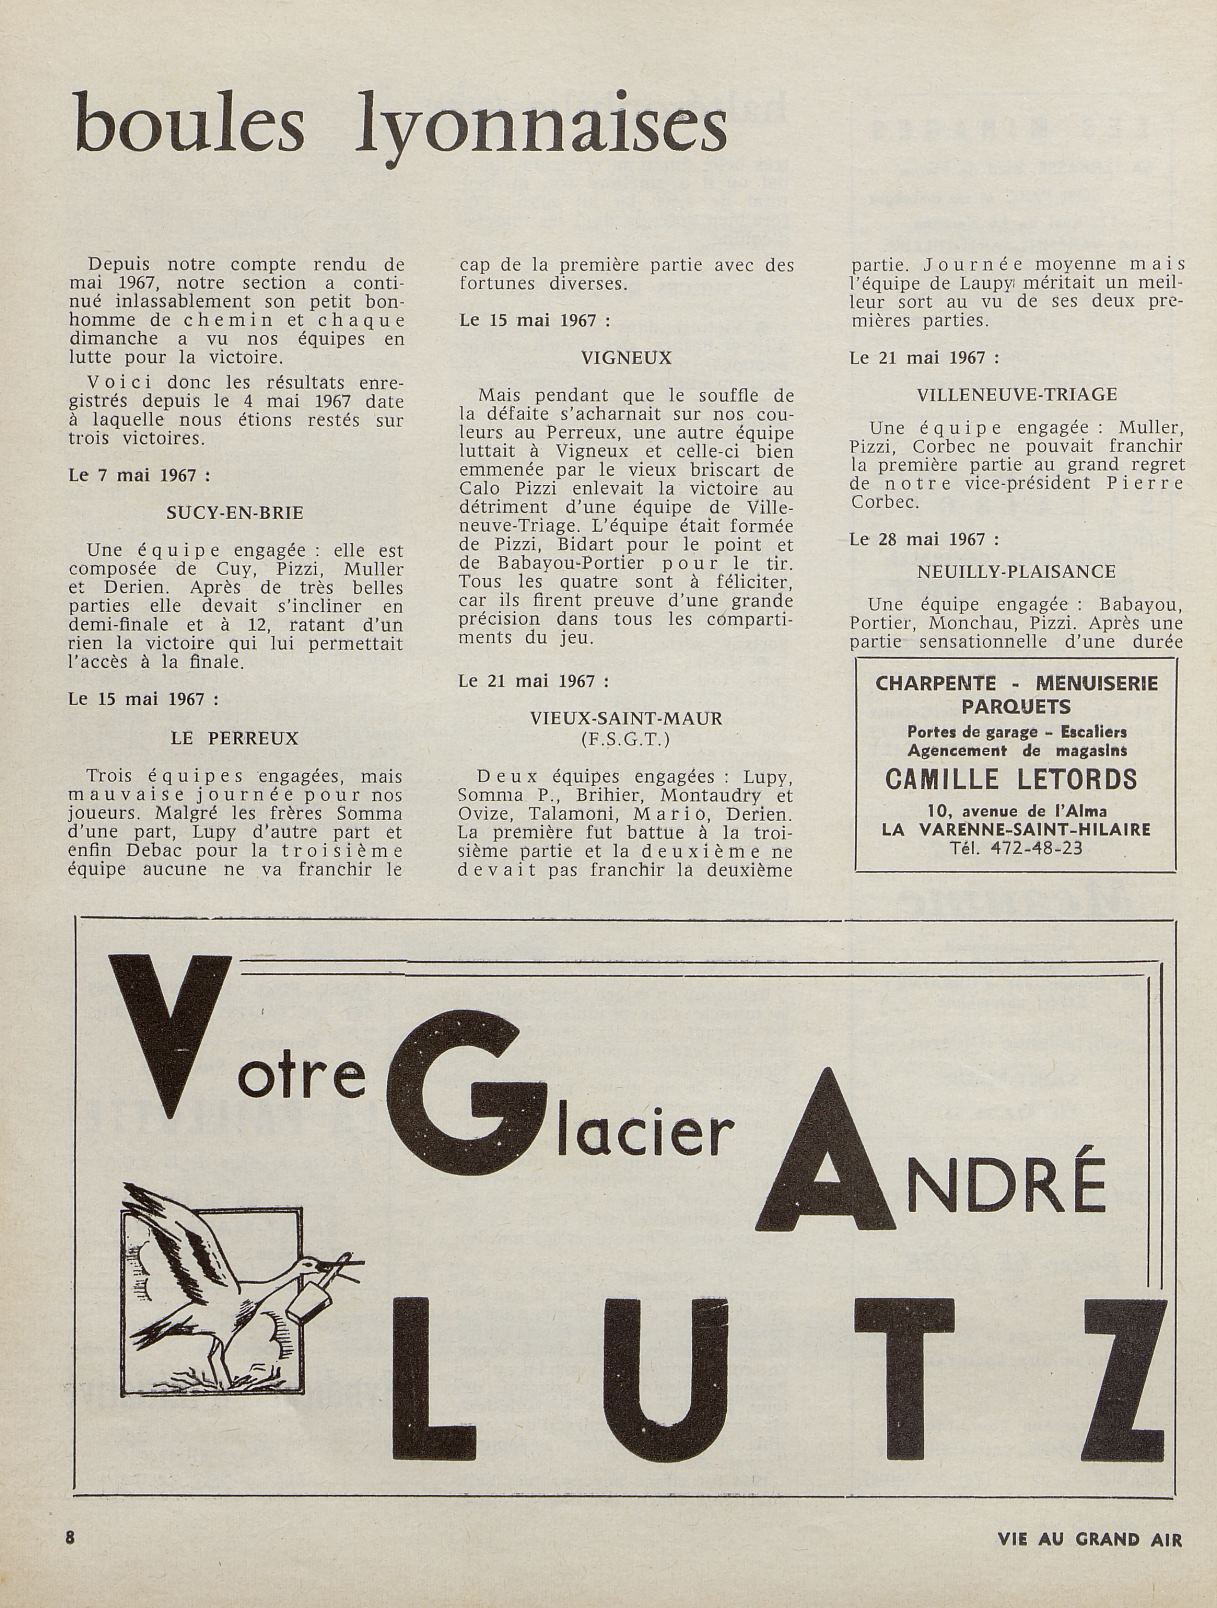 boules lyonnaises
Depuis notre compte rendu de
mai 1967, notre section a conti-
nué inlassablement son petit bon-
homme de chemin et chaque
dimanche a vu nos équipes en
lutte pour la victoire.
Voici donc les résultats enre-
gistrés depuis le 4 mai 1967 date
à laquelle nous étions restés sur
trois victoires.
Le 7 mai 1967 :
SUCY-EN-BRIE
Une équipe engagée : elle est
composée de Cuy, Pizzi, Muller
et Derien. Après de très belles
parties elle devait s'incliner en
demi-finale et à 12, ratant d'un
rien la victoire qui lui permettait
l'accès à la finale.
Le 15 mai 1967 :
LE PERREUX
Trois équipes engagées, mais
mauvaise journée pour nos
joueurs. Malgré les frères Somma
d'une part, Lupy d'autre part et
enfin Debac pour la troisième
équipe aucune ne va franchir le
cap de la première partie avec des
fortunes diverses.
Le 15 mai 1967 :
VIGNEUX
Mais pendant que le souffle de
la défaite s'acharnait sur nos cou-
leurs au Perreux, une autre équipe
luttait à Vigneux et celle-ci bien
emmenée par le vieux briscart de
Calo Pizzi enlevait la victoire au
détriment d'une équipe de Ville-
neuve-Triage. L'équipe était formée
de Pizzi, Bidart pour le point et
de Babayou-Portier pour le tir.
Tous les quatre sont à féliciter,
car ils firent preuve d'une grande
précision dans tous les comparti-
ments du jeu.
Le 21 mai 1967 :
VIEUX-SAINT-MAUR
(F.S.G.T.)
Deux équipes engagées : Lupy,
Somma P., Brihier, Montaudry et
Ovize, Talamoni, Mario, Derien.
La première fut battue à la troi-
sième partie et la deuxième ne
devait pas franchir la deuxième
partie. Journée moyenne mais
l'équipe de Laupy méritait un meil-
leur sort au vu de ses deux pre-
mières parties.
Le 21 mai 1967 :
VILLENEUVE-TRIAGE
Une équipe engagée : Muller,
Pizzi, Corbec ne pouvait franchir
la première partie au grand regret
de notre vice-président Pierre
Corbec.
Le 28 mai 1967 :
NEUILLY-PLAISANCE
Une équipe engagée : Babayou,
Portier, Monchau, Pizzi. Après une
partie sensationnelle d'une durée
CHARPENTE - MENUISERIE
PARQUETS
Portes de garage - Escaliers
Agencement de magasins
CAMILLE LETORDS
10, avenue de l'Alma
LA VARENNE-SAINT-HILAIRE
Tél. 472-48-23
Votre Glacier ANDRÉ
LUTZ
8
VIE AU GRAND AIR